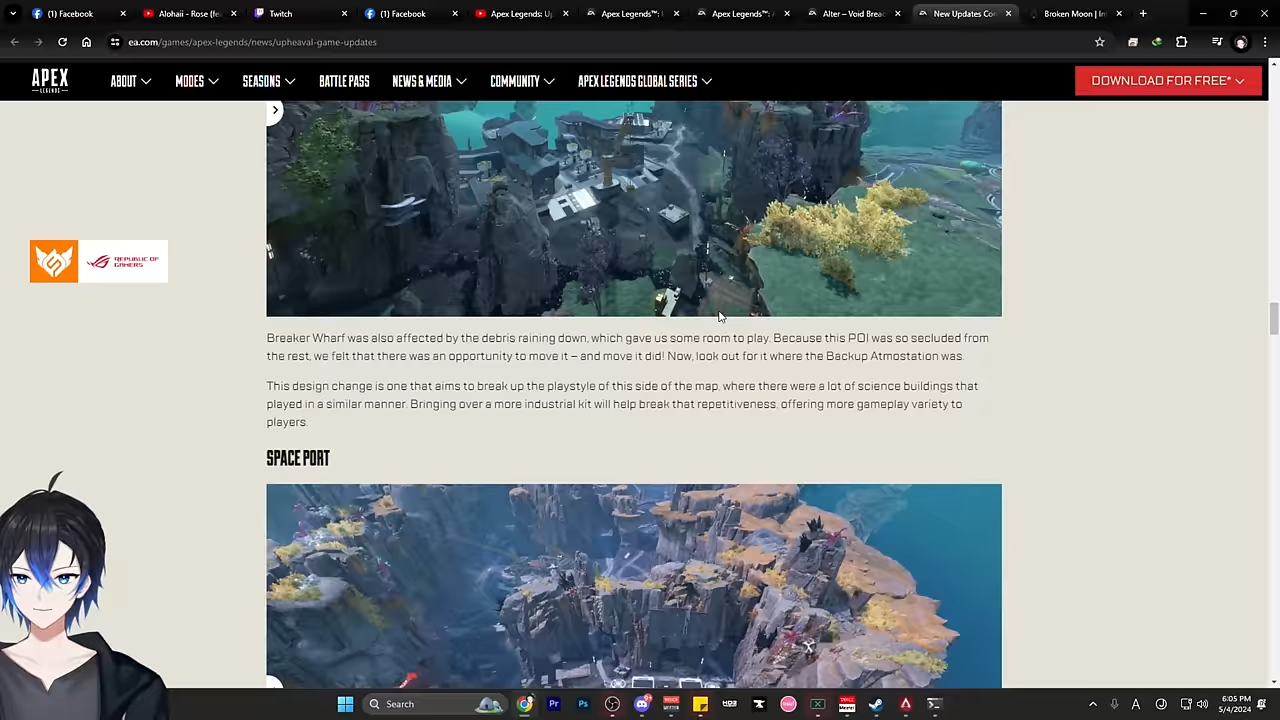 (1) Facebook
Alohaii - Rose (fe
Twitch
(1) Facebook
Apex Legends: Up
Apex Legends™:
Apex Legends™:
Alter – Void Brea
New Updates Co
Broken Moon | In
ea.com/games/apex-legends/news/upheaval-game-updates
APEX
LEGENDS
ABOUT
MODES
SEASONS
BATTLE PASS
NEWS & MEDIA
COMMUNITY
APEX LEGENDS GLOBAL SERIES
DOWNLOAD FOR FREE*
REPUBLIC OF
GAMERS
Breaker Wharf was also affected by the debris raining down, which gave us some room to play. Because this POI was so secluded from
the rest, we felt that there was an opportunity to move it – and move it did! Now, look out for it where the Backup Atmostation was.
This design change is one that aims to break up the playstyle of this side of the map, where there were a lot of science buildings that
played in a similar manner. Bringing over a more industrial kit will help break that repetitiveness, offering more gameplay variety to
players.
SPACE PORT
Search
6:05 PM
5/4/2024